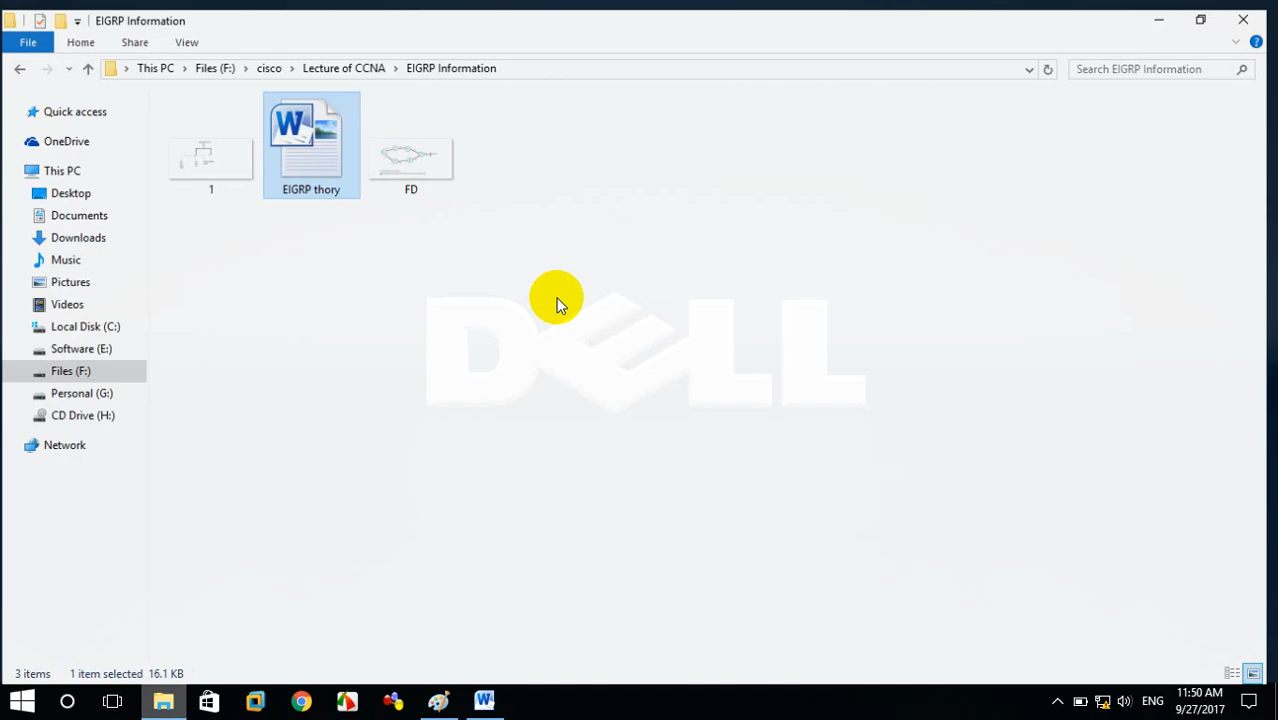 EIGRP Information
File Home Share View
This PC Files (F:) cisco Lecture of CCNA EIGRP Information
Search EIGRP Information
Quick access
OneDrive
This PC
Desktop
Documents
Downloads
Music
Pictures
Videos
Local Disk (C:)
Software (E:)
Files (F:)
Personal (G:)
CD Drive (H:)
Network
1 EIGRP thory FD
DELL
3 items 1 item selected 16.1 KB
ENG 11:50 AM
9/27/2017